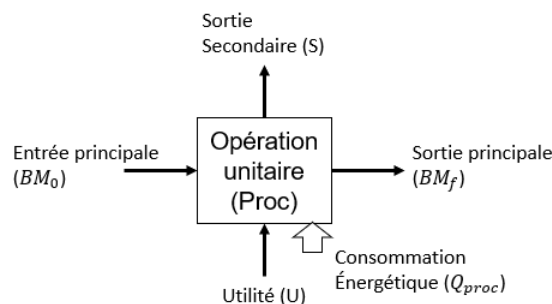 Sortie
Secondaire (S)
Entrée principale
(BM₀)
Opération
unitaire
(Proc)
Sortie principale
(BM_f)
Consommation
Énergétique (Q_proc)
Utilité (U)